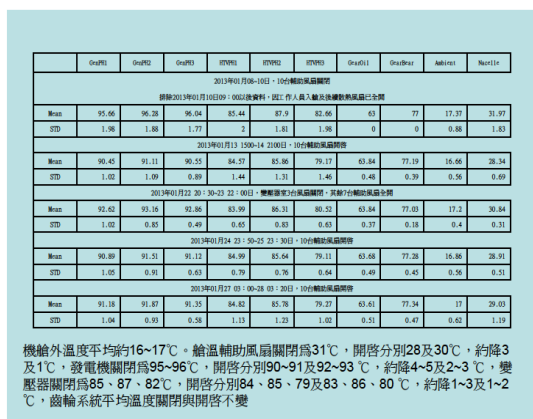 GenPH1 GenPH2 GenPH3 HTVPH1 HTVPH2 HTVPH3 GearOil GearBear Ambient Nacelle
2013年01月08-10日，10台輔助風扇關閉
排除2013年01月10日09：00以後資料，因工作人員入艙及後續散熱風扇已全開
Mean 95.66 96.28 96.04 85.44 87.9 82.66 63 77 17.37 31.97
STD 1.98 1.88 1.77 2 1.81 1.98 0 0 0.88 1.83
2013年01月13 1500-14 2100日，10台輔助風扇開啓
Mean 90.45 91.11 90.55 84.57 85.86 79.17 63.84 77.19 16.66 28.34
STD 1.02 1.09 0.89 1.44 1.31 1.46 0.48 0.39 0.56 0.69
2013年01月22 20：30-23 22：00日，變壓器室3台風扇關閉，其餘7台輔助風扇全開
Mean 92.62 93.16 92.86 83.99 86.31 80.52 63.84 77.03 17.2 30.84
STD 1.02 0.85 0.49 0.65 0.83 0.63 0.37 0.18 0.4 0.31
2013年01月24 23：50-25 23：30日，10台輔助風扇開啓
Mean 90.89 91.51 91.12 84.99 85.64 79.11 63.68 77.28 16.86 28.91
STD 1.05 0.91 0.63 0.79 0.76 0.64 0.49 0.45 0.56 0.51
2013年01月27 03：00-28 03：20日，10台輔助風扇開啓
Mean 91.18 91.87 91.35 84.82 85.78 79.27 63.61 77.34 17 29.03
STD 1.04 0.93 0.58 1.13 1.23 1.02 0.51 0.47 0.62 1.19
機艙外溫度平均約16~17℃。艙溫輔助風扇關閉爲31℃，開啓分別28及30℃，約降3
及1℃，發電機關閉爲95~96℃，開啓分別90~91及92~93 ℃，約降4~5及2~3 ℃，變
壓器關閉爲85、87、82℃，開啓分別84、85、79及83、86、80 ℃，約降1~3及1~2
℃，齒輪系統平均溫度關閉與開啓不變